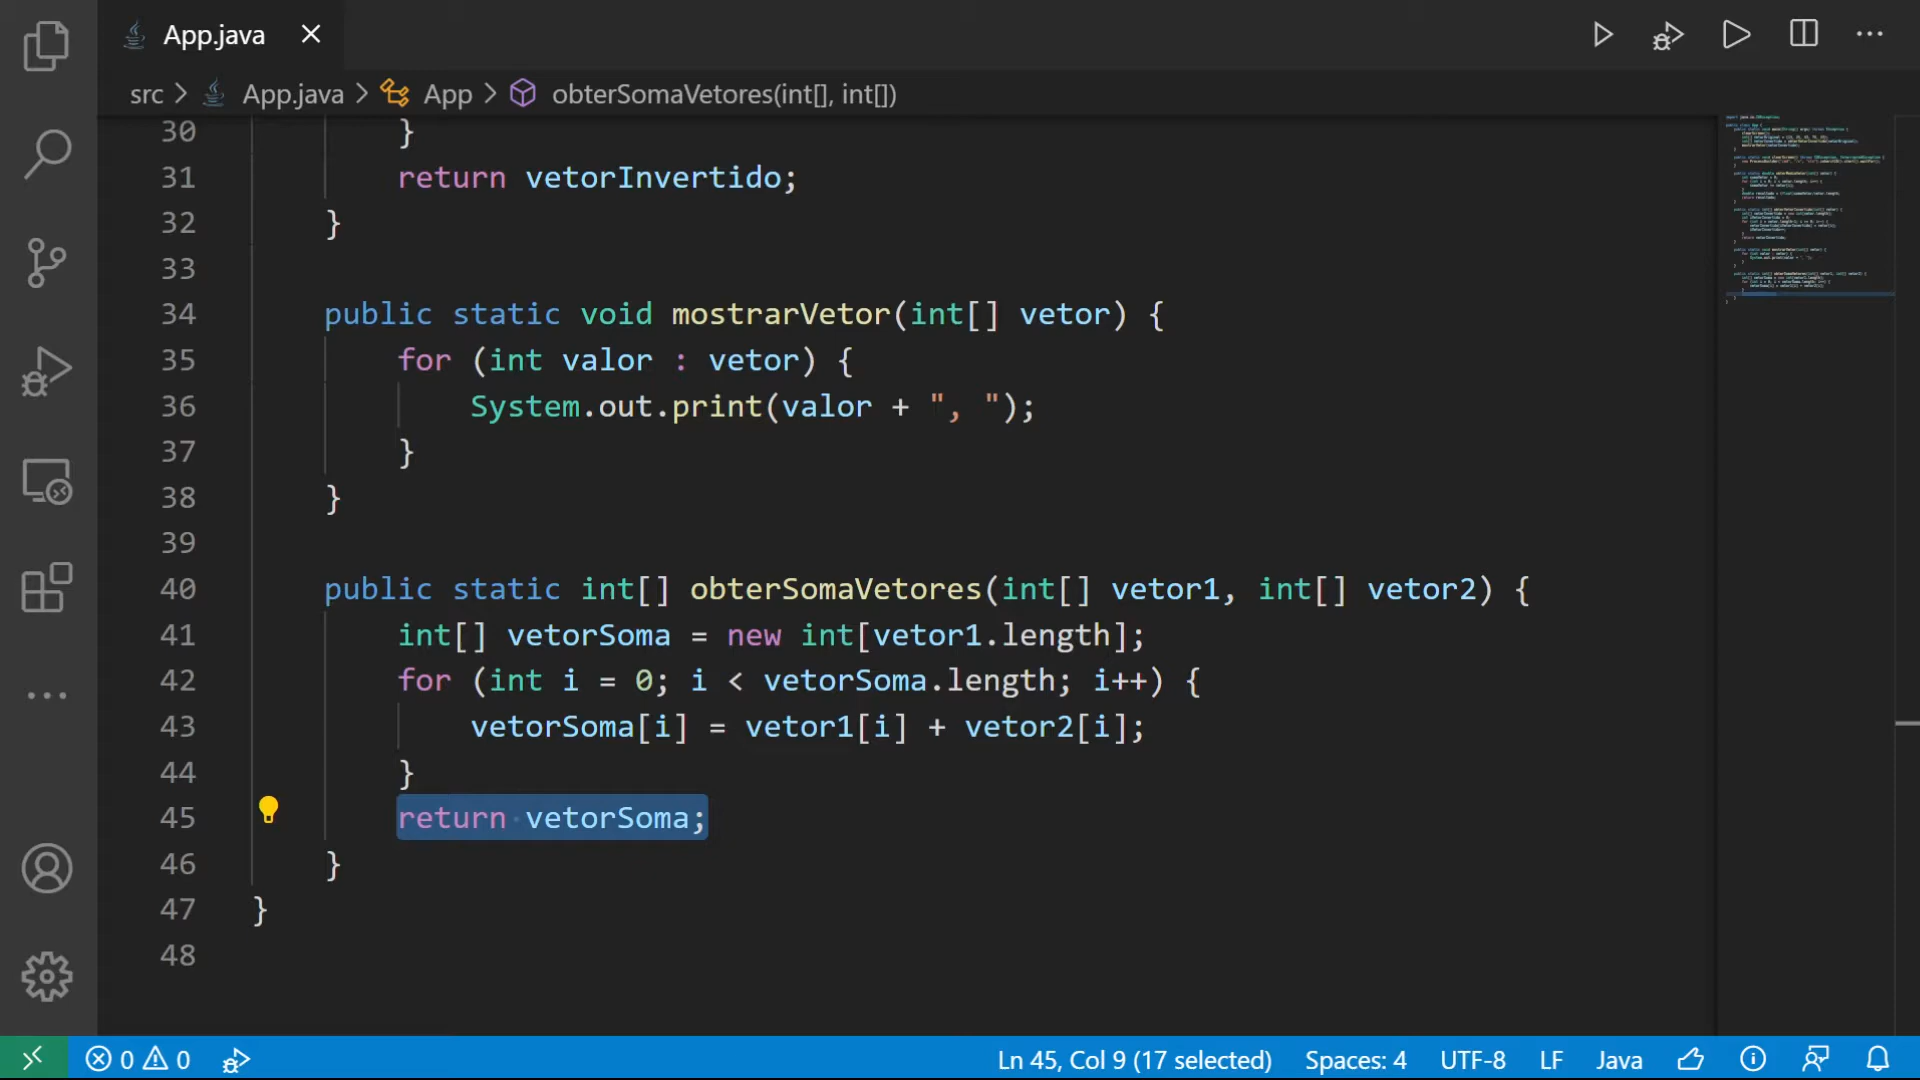 App.java
src > App.java > App > obterSomaVetores(int[], int[])
30 }
31 return vetorInvertido;
32 }
33
34 public static void mostrarVetor(int[] vetor) {
35 for (int valor : vetor) {
36 System.out.print(valor + ", ");
37 }
38 }
39
40 public static int[] obterSomaVetores(int[] vetor1, int[] vetor2) {
41 int[] vetorSoma = new int[vetor1.length];
42 for (int i = 0; i < vetorSoma.length; i++) {
43 vetorSoma[i] = vetor1[i] + vetor2[i];
44 }
45 return vetorSoma;
46 }
47 }
48
0 0 Ln 45, Col 9 (17 selected) Spaces: 4 UTF-8 LF Java